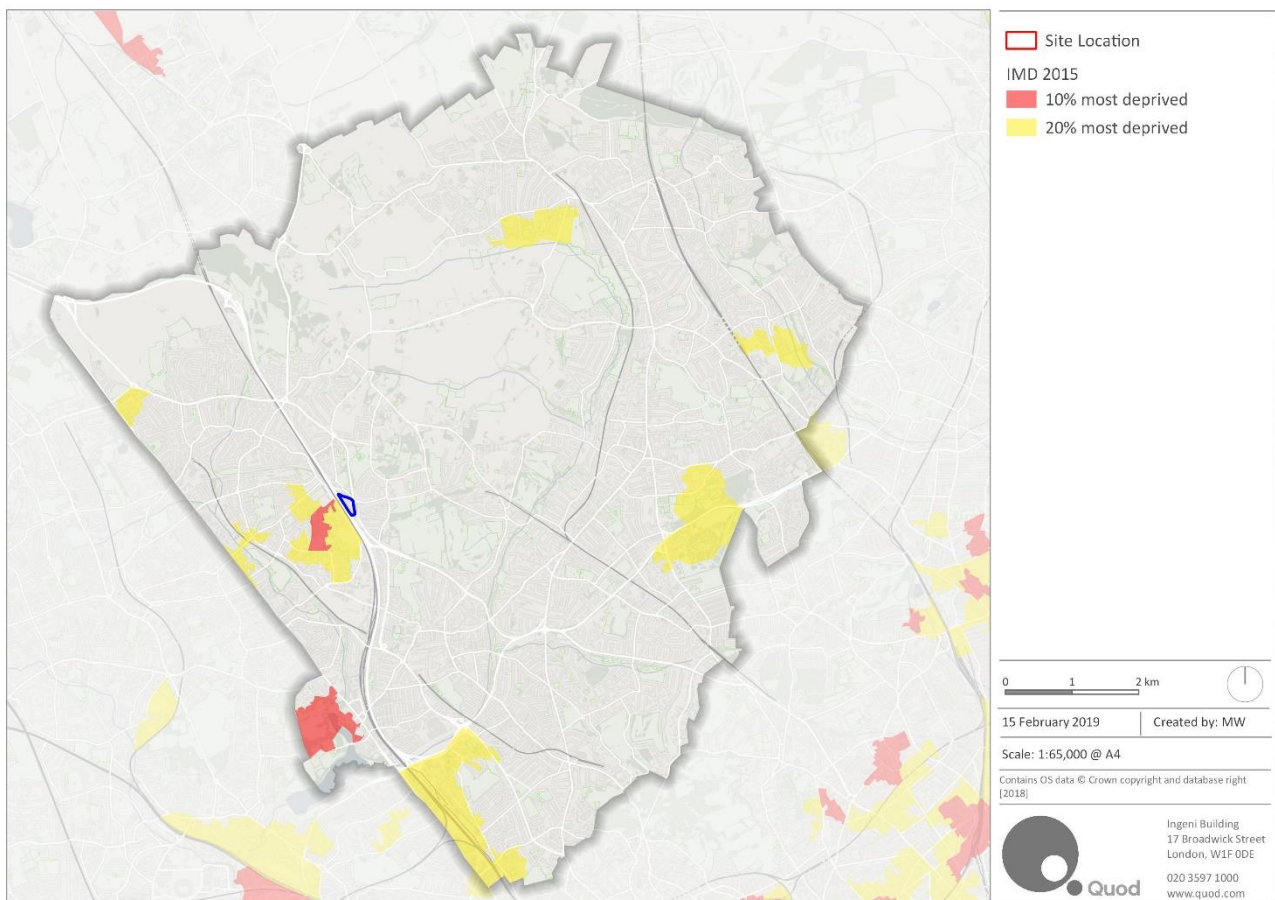 Site Location
IMD 2015
10% most deprived
20% most deprived
0 1 2 km
15 February 2019 Created by: MW
Scale: 1:65,000 @ A4
Contains OS data © Crown copyright and database right
[2018]
Quod
Ingeni Building
17 Broadwick Street
London, W1F 0DE
020 3597 1000
www.quod.com